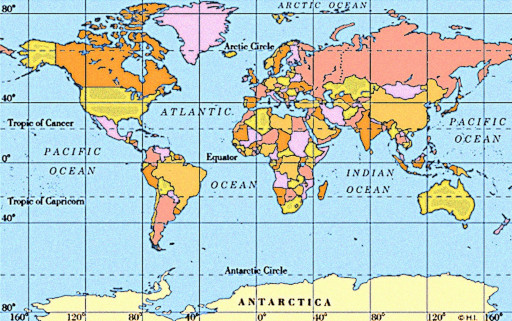 80°
ARCTIC OCEAN
Arctic Circle
40°
ATLANTIC
Tropic of Cancer
PACIFIC
OCEAN
PACIFIC
OCEAN
0°
Equator
OCEAN
INDIAN
OCEAN
Tropic of Capricorn
40°
Antarctic Circle
ANTARCTICA
80°
160° 120° 80° 40° 0° 40° 80° 120° 160°
© H.I.